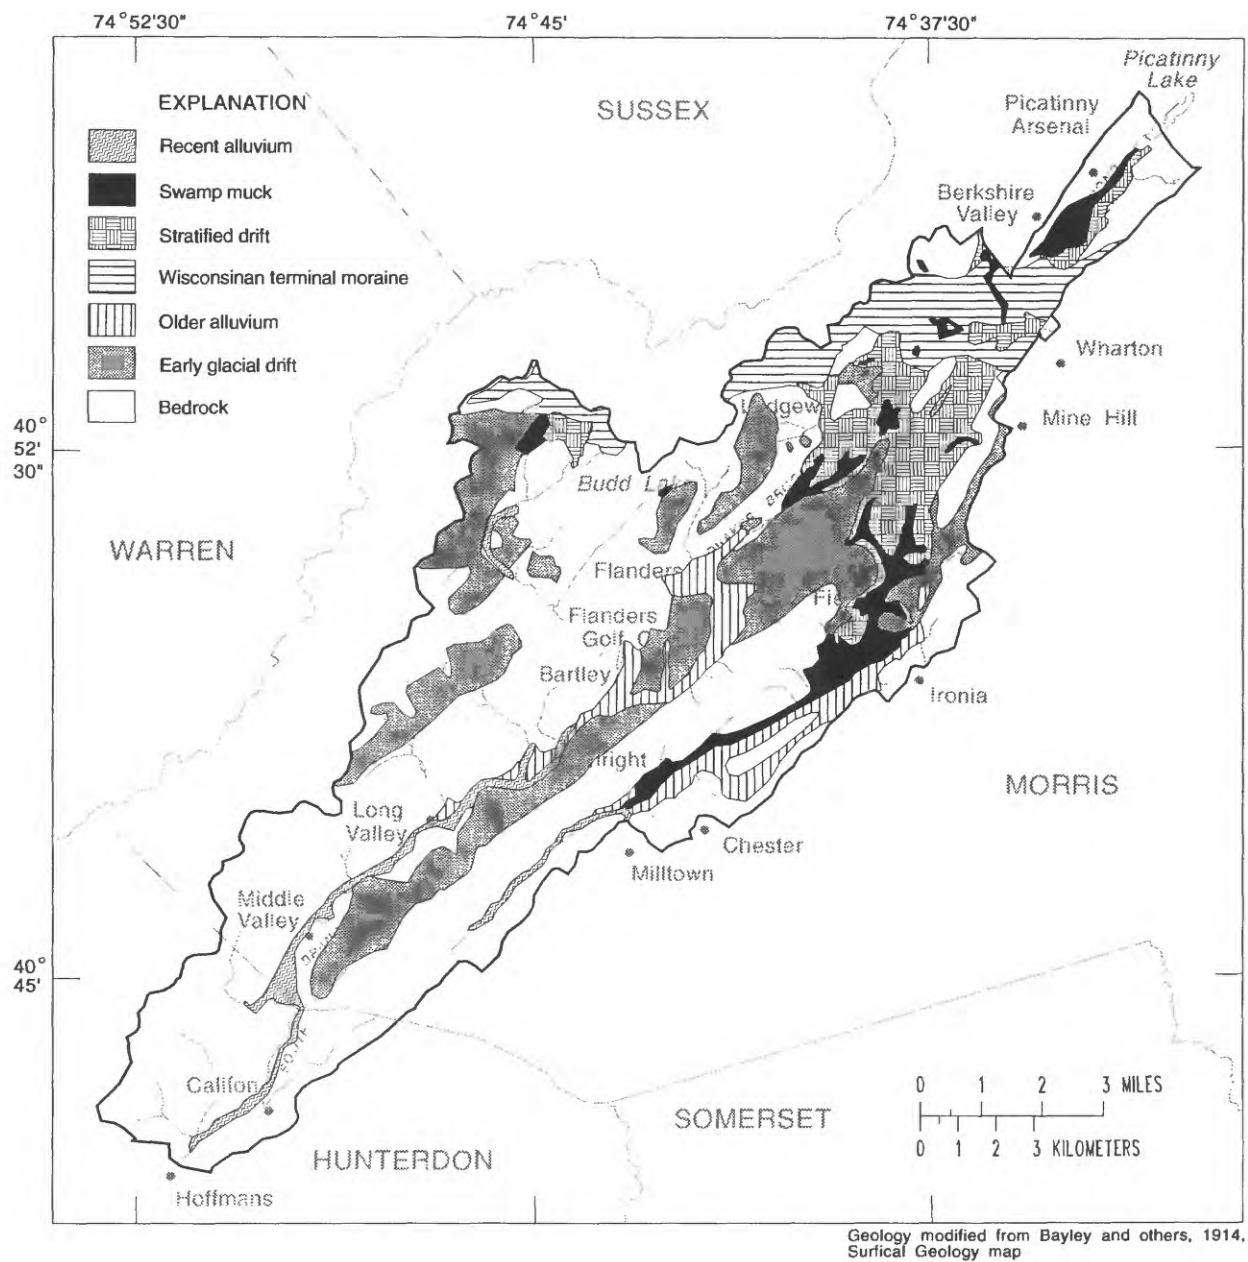 74°52'30"
74°45'
74°37'30"
Picatinny
Lake
EXPLANATION
SUSSEX
Picatinny
Arsenal
Recent alluvium
Swamp muck
Berkshire
Valley
Stratified drift
Wisconsinan terminal moraine
Older alluvium
Wharton
Early glacial drift
Bedrock
40°
52'
30"
Mine Hill
Budd Lake
WARREN
Flanders
Flanders
Golf
Bartley
Ironia
MORRIS
Long
Valley
Chester
Milltown
Middle
Valley
40°
45'
Califon
0 1 2 3 MILES
SOMERSET
0 1 2 3 KILOMETERS
HUNTERDON
Hoffmans
Geology modified from Bayley and others, 1914,
Surfical Geology map